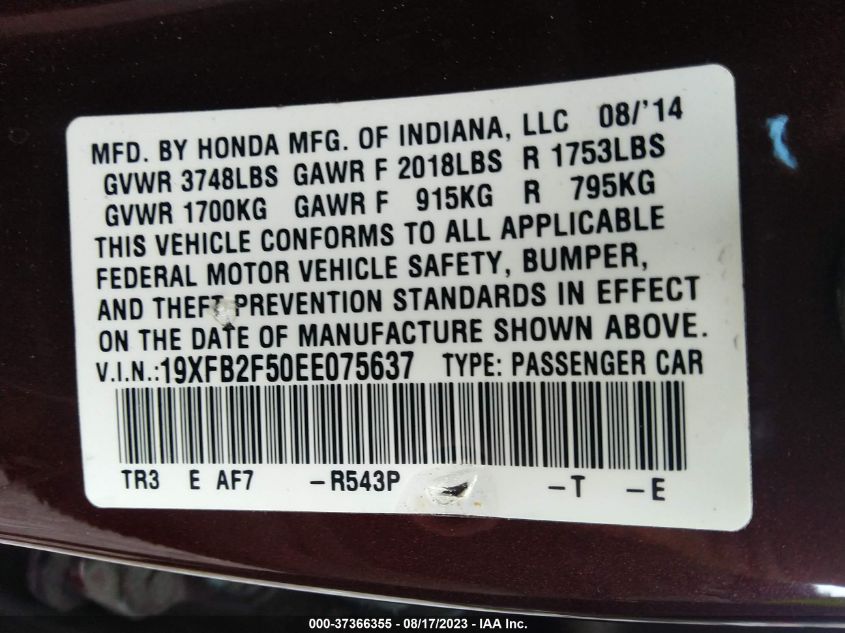 MFD. BY HONDA MFG. OF INDIANA, LLC 08/'14
GVWR 3748LBS GAWR F 2018LBS R 1753LBS
GVWR 1700KG GAWR F 915KG R 795KG
THIS VEHICLE CONFORMS TO ALL APPLICABLE
FEDERAL MOTOR VEHICLE SAFETY, BUMPER,
AND THEFT PREVENTION STANDARDS IN EFFECT
ON THE DATE OF MANUFACTURE SHOWN ABOVE.
V.I.N.:19XFB2F50EE075637 TYPE: PASSENGER CAR
TR3 E AF7 -R543P -T -E
000-37366355 - 08/17/2023 - IAA Inc.